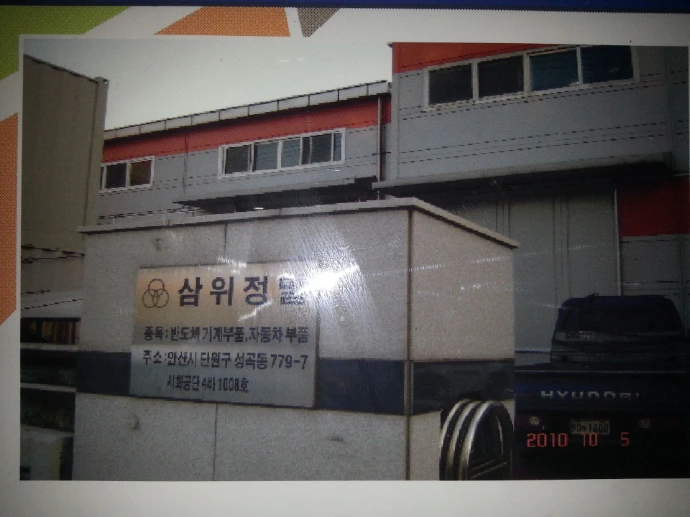 삼위정밀
종목:반도체 기계부품,자동차 부품
주소:안산시 단원구 성곡동 779-7
시화공단 4바 1008호
HYUNDAI
2010 10 5